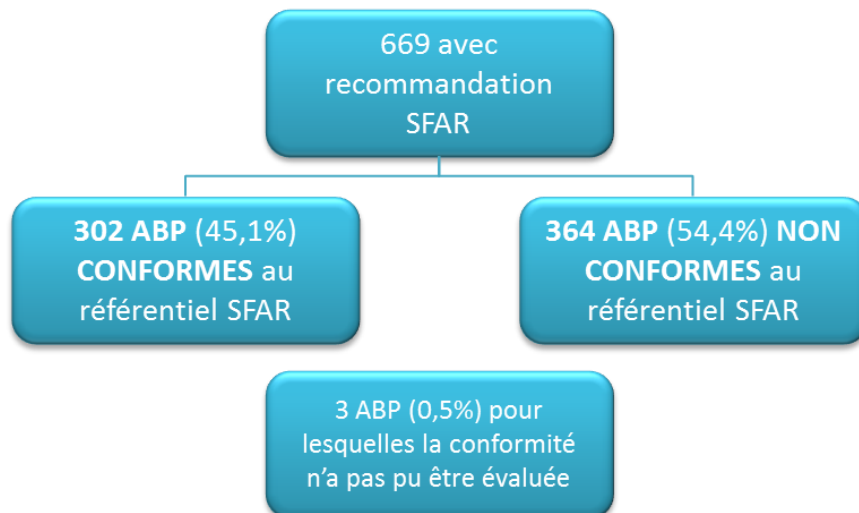 669 avec
recommandation
SFAR
302 ABP (45,1%)
CONFORMES au
référentiel SFAR
364 ABP (54,4%) NON
CONFORMES au
référentiel SFAR
3 ABP (0,5%) pour
lesquelles la conformité
n'a pas pu être évaluée